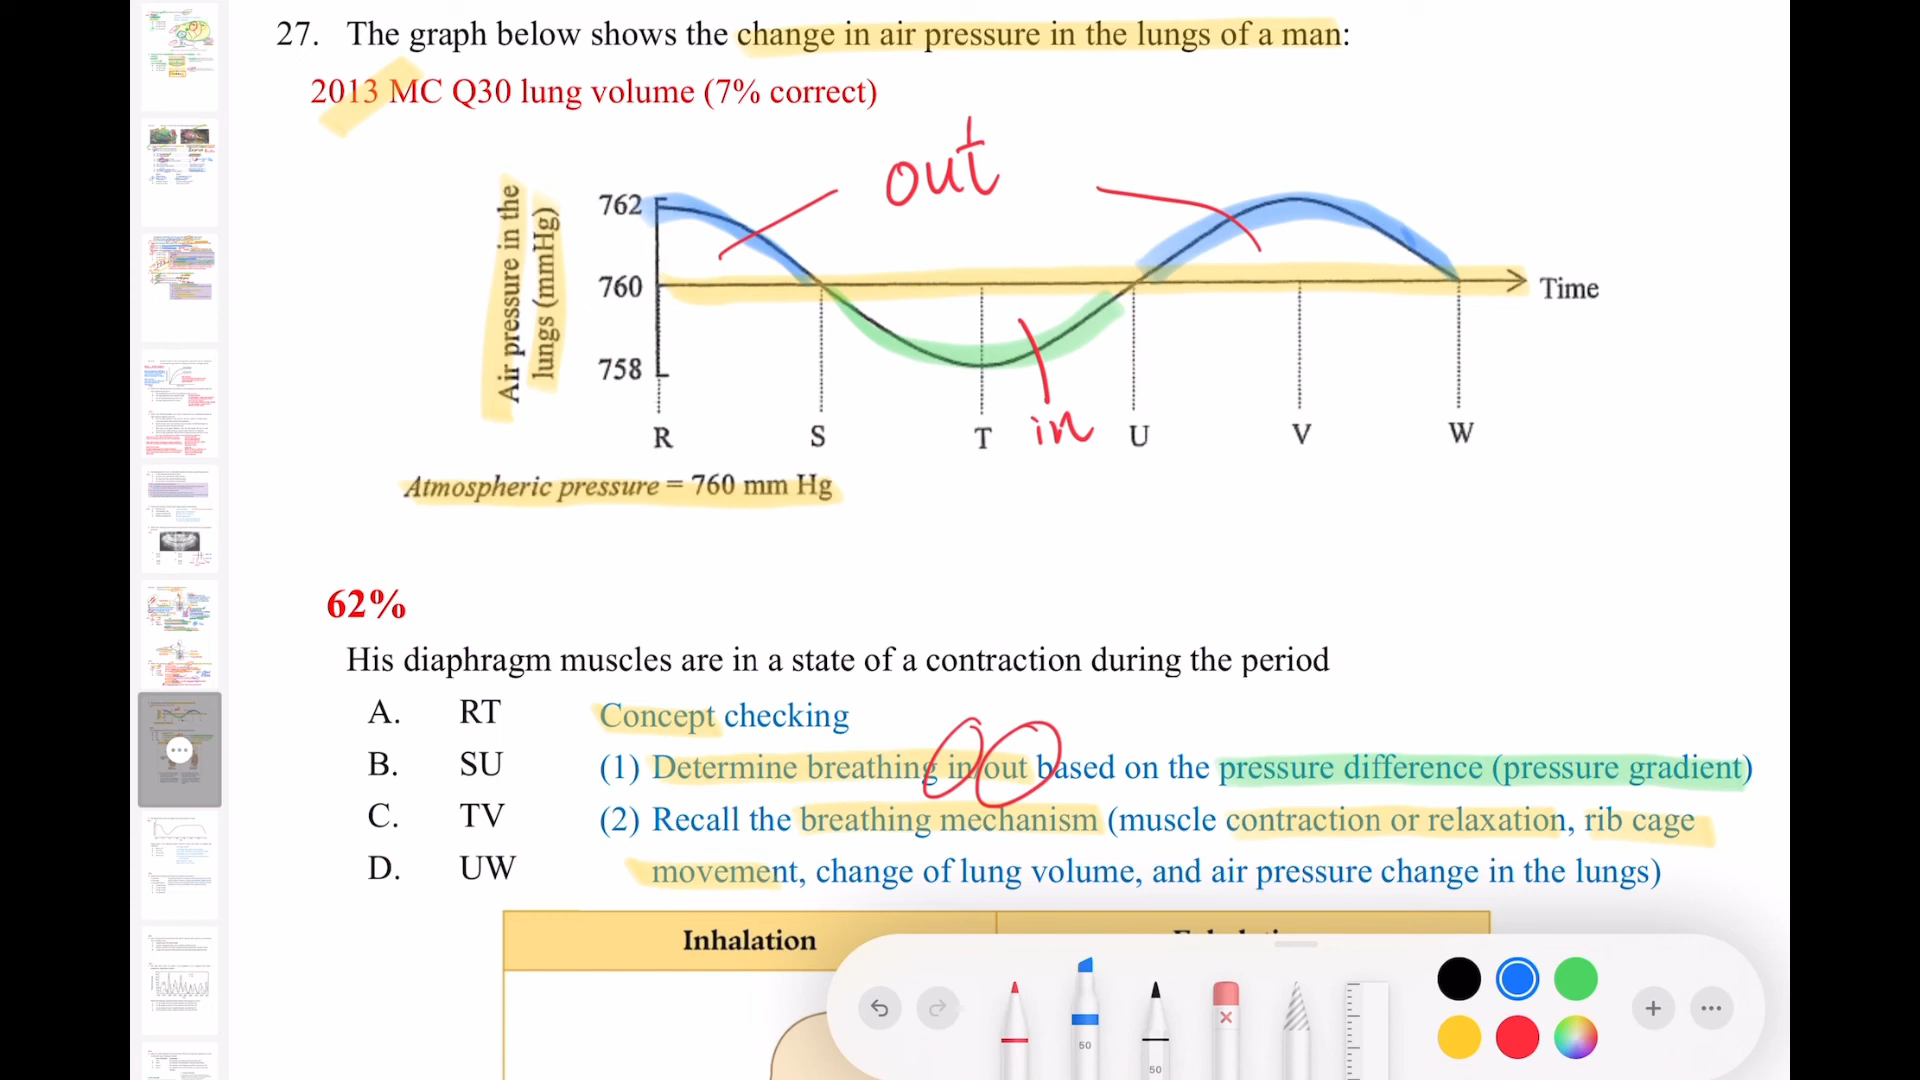 27. The graph below shows the change in air pressure in the lungs of a man:
2013 MC Q30 lung volume (7% correct)
out
Air pressure in the
lungs (mmHg)
762
760
758
Time
R S T in U V W
Atmospheric pressure = 760 mm Hg
62%
His diaphragm muscles are in a state of a contraction during the period
A. RT Concept checking
B. SU (1) Determine breathing in/out based on the pressure difference (pressure gradient)
C. TV (2) Recall the breathing mechanism (muscle contraction or relaxation, rib cage
D. UW movement, change of lung volume, and air pressure change in the lungs)
Inhalation
50
50